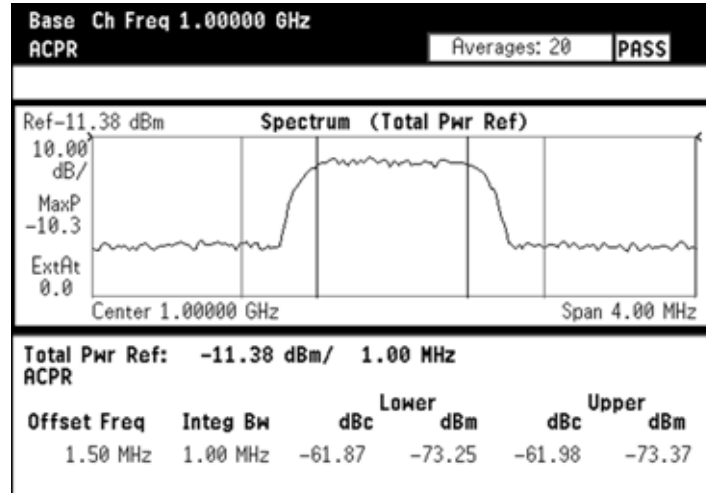 Base Ch Freq 1.00000 GHz
ACPR Averages: 20 PASS
Ref-11.38 dBm Spectrum (Total Pwr Ref)
10.00
dB/
MaxP
-10.3
ExtAt
0.0
Center 1.00000 GHz Span 4.00 MHz
Total Pwr Ref: -11.38 dBm/ 1.00 MHz
ACPR
Lower Upper
Offset Freq Integ Bw dBc dBm dBc dBm
1.50 MHz 1.00 MHz -61.87 -73.25 -61.98 -73.37